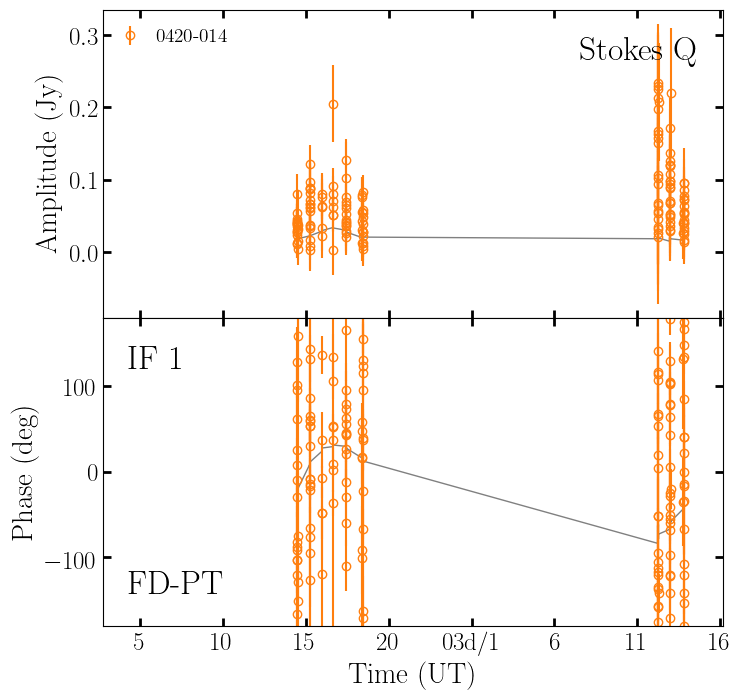 0420-014
Stokes Q
0.3
0.2
0.1
0.0
Amplitude (Jy)
IF 1
100
0
−100
Phase (deg)
FD-PT
5 10 15 20 03d/1 6 11 16
Time (UT)